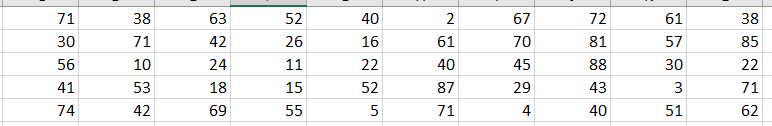 71 38 63 52 40 2 67 72 61 38
30 71 42 26 16 61 70 81 57 85
56 10 24 11 22 40 45 88 30 22
41 53 18 15 52 87 29 43 3 71
74 42 69 55 5 71 4 40 51 62